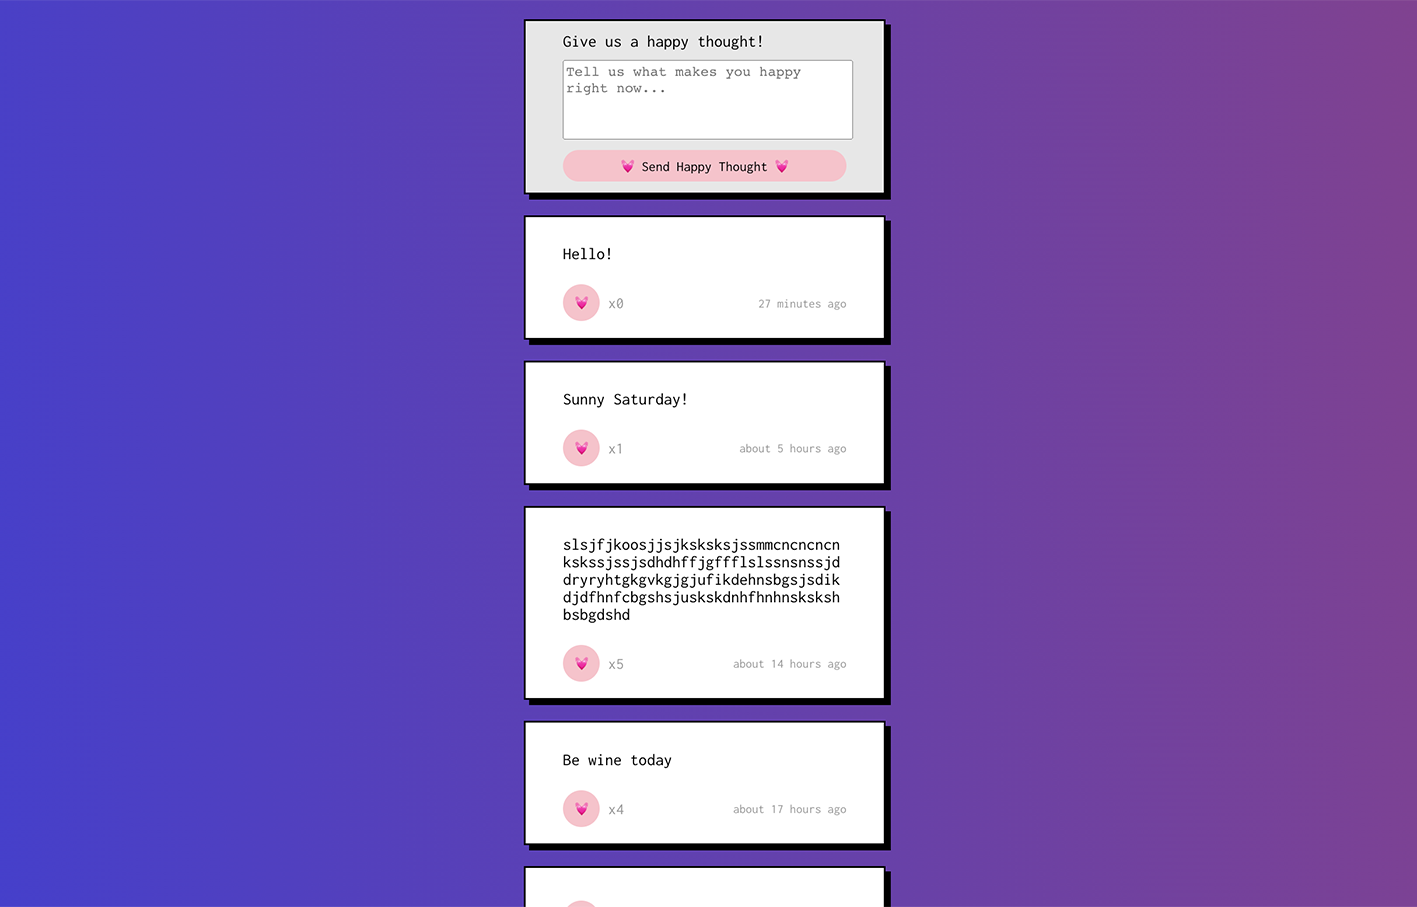 Give us a happy thought!
Tell us what makes you happy
right now...
Send Happy Thought
Hello!
x0 27 minutes ago
Sunny Saturday!
x1 about 5 hours ago
slsjfjkoosjjsjksksksjssmmcncncncn
kskssjssjsdhdhffjgffflslssnsnssjd
dryryhtgkgvkgjgjufikdehnsbgsjsdik
djdfhnfcbgshsjuskskdnhfhnhnsksksh
bsbgdshd
x5 about 14 hours ago
Be wine today
x4 about 17 hours ago